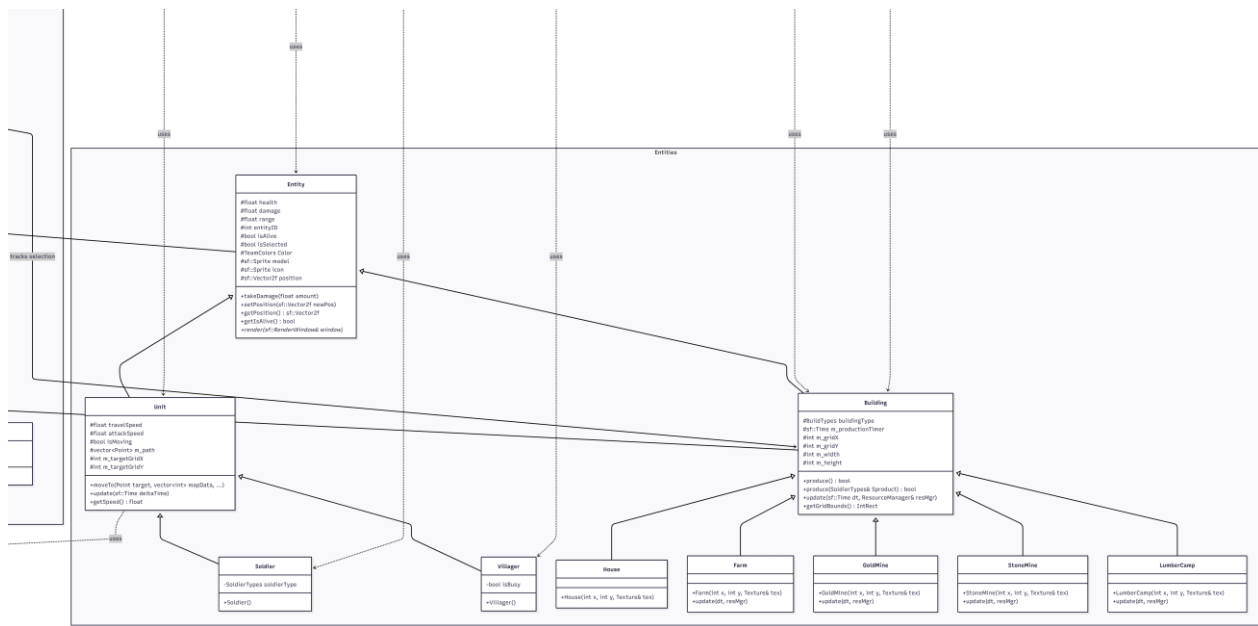 uses
uses
uses
uses
Entities
Entity
#float health
#float damage
#float range
#int entityID
#bool isAlive
#bool isSelected
#TeamColors Color
#sf::Sprite model
#sf::Sprite icon
#sf::Vector2f position
+takeDamage(float amount)
+setPosition(sf::Vector2f newPos)
+getPosition() : sf::Vector2f
+getIsAlive() : bool
+render(sf::RenderWindow& window)
tracks selection
uses
uses
Unit
#float travelSpeed
#float attackSpeed
#bool isMoving
#vector<Point> m_path
#int m_targetGridX
#int m_targetGridY
+moveTo(Point target, vector<int> mapData, ...)
+update(sf::Time deltaTime)
+getSpeed() : float
Building
#BuildTypes buildingType
#sf::Time m_productionTimer
#int m_gridX
#int m_gridY
#int m_width
#int m_height
+produce() : bool
+produce(SoldierTypes& Sproduct) : bool
+update(sf::Time dt, ResourceManager& resMgr)
+getGridBounds() : IntRect
uses
Soldier
-SoldierTypes soldierType
+Soldier()
Villager
-bool isBusy
+Villager()
House
+House(int x, int y, Texture& tex)
Farm
+Farm(int x, int y, Texture& tex)
+update(dt, resMgr)
GoldMine
+GoldMine(int x, int y, Texture& tex)
+update(dt, resMgr)
StoneMine
+StoneMine(int x, int y, Texture& tex)
+update(dt, resMgr)
LumberCamp
+LumberCamp(int x, int y, Texture& tex)
+update(dt, resMgr)